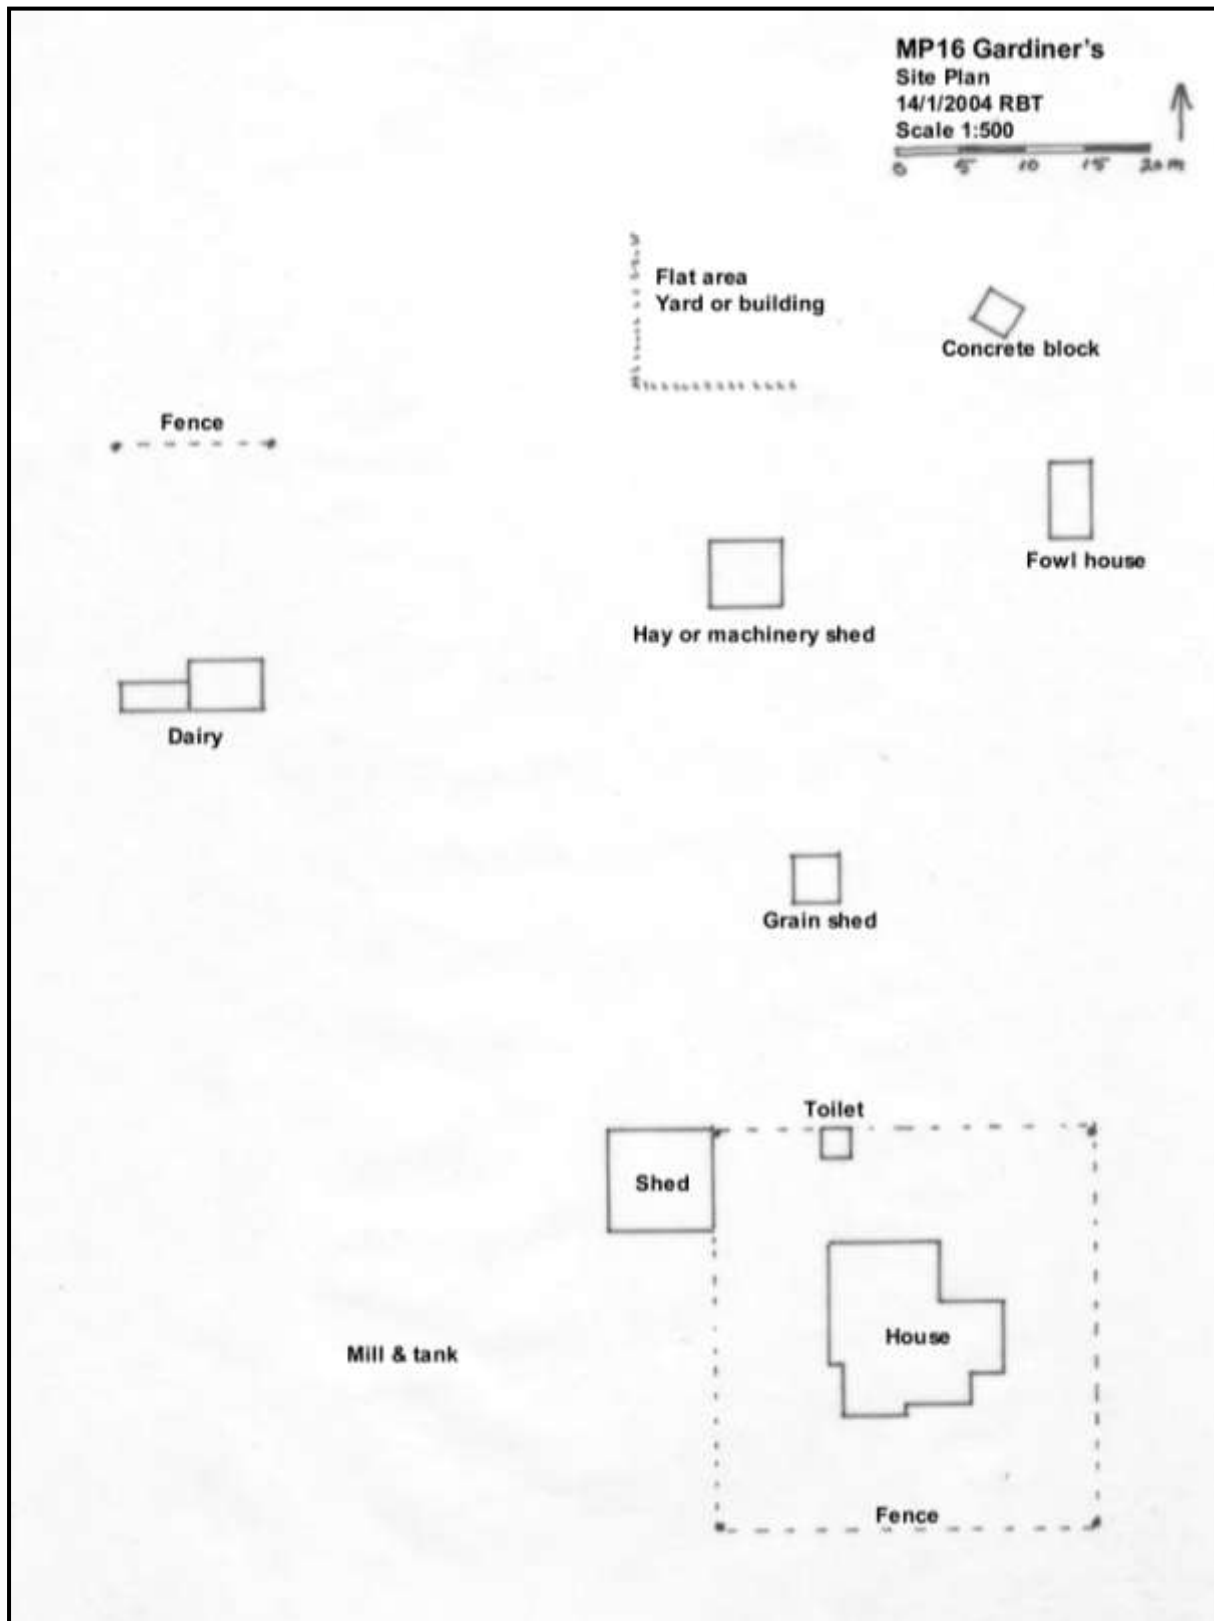 MP16 Gardiner's
Site Plan
14/1/2004 RBT
Scale 1:500
0 5 10 15 20 m
Flat area
Yard or building
Concrete block
Fence
Fowl house
Hay or machinery shed
Dairy
Grain shed
Toilet
Shed
House
Mill & tank
Fence